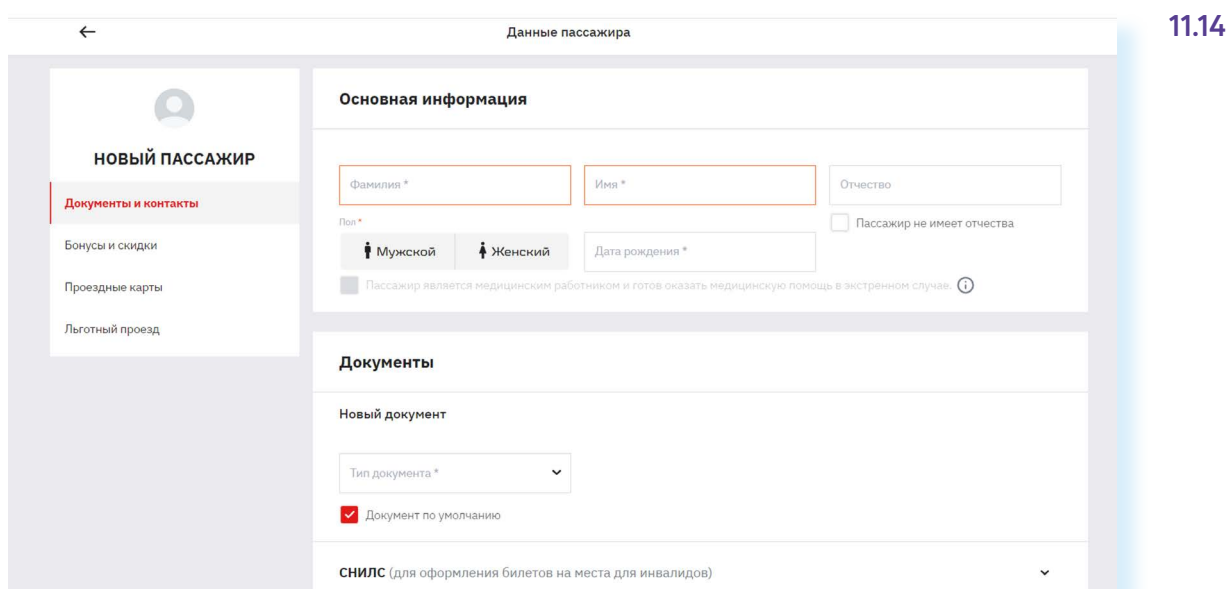 11.14
Данные пассажира
НОВЫЙ ПАССАЖИР
Документы и контакты
Бонусы и скидки
Проездные карты
Льготный проезд
Основная информация
Фамилия *
Имя *
Отчество
Пол *
Мужской
Женский
Дата рождения *
Пассажир не имеет отчества
Пассажир является медицинским работником и готов оказать медицинскую помощь в экстренном случае.
Документы
Новый документ
Тип документа *
Документ по умолчанию
СНИЛС (для оформления билетов на места для инвалидов)